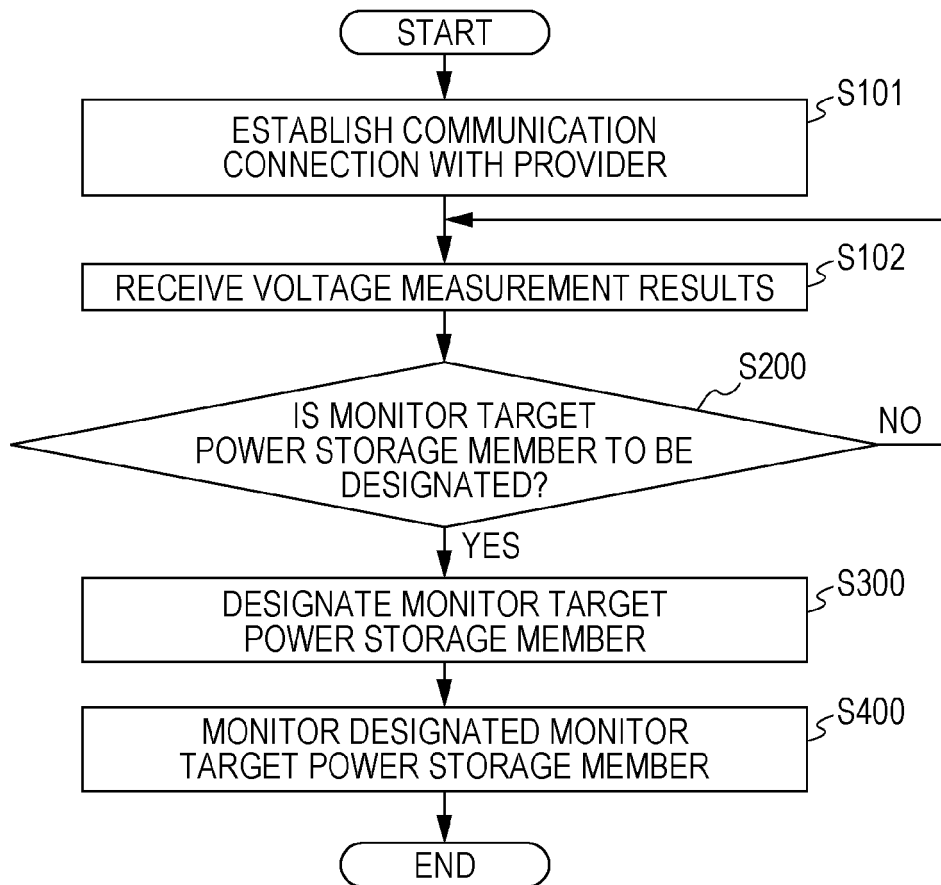 START
S101
ESTABLISH COMMUNICATION
CONNECTION WITH PROVIDER
S102
RECEIVE VOLTAGE MEASUREMENT RESULTS
S200
IS MONITOR TARGET
POWER STORAGE MEMBER TO BE
DESIGNATED?
NO
YES
S300
DESIGNATE MONITOR TARGET
POWER STORAGE MEMBER
S400
MONITOR DESIGNATED MONITOR
TARGET POWER STORAGE MEMBER
END